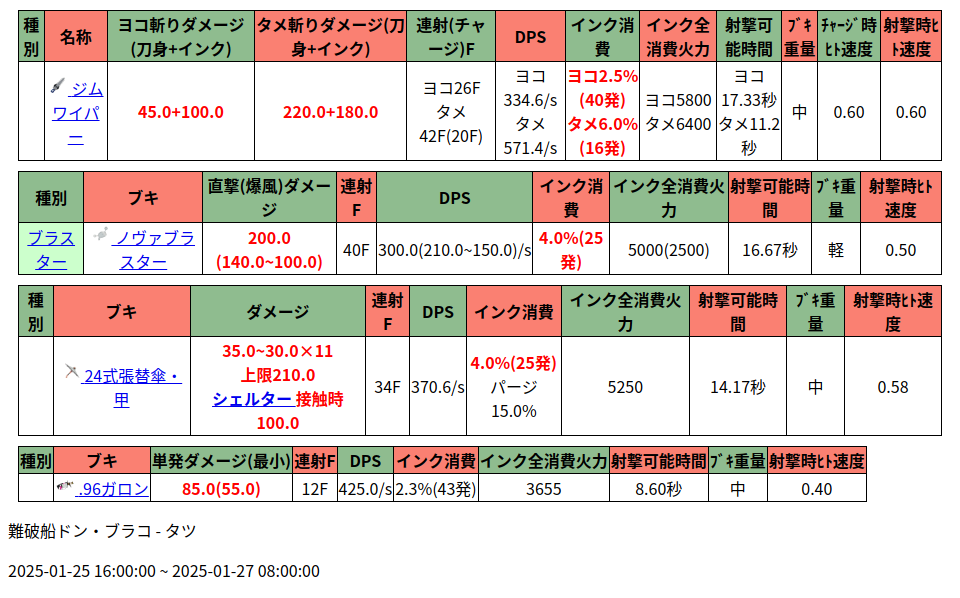 種別 名称 ヨコ斬りダメージ(刀身+インク) タメ斬りダメージ(刀身+インク) 連射(チャージ)F DPS インク消費 インク全消費火力 射撃可能時間 ﾌﾞｷ重量 ﾁｬｰｼﾞ時ﾋﾄ速度 射撃時ﾋﾄ速度
ジムワイパー 45.0+100.0 220.0+180.0 ヨコ26F タメ42F(20F) ヨコ334.6/s タメ571.4/s ヨコ2.5%(40発) タメ6.0%(16発) ヨコ5800 タメ6400 ヨコ17.33秒 タメ11.2秒 中 0.60 0.60
種別 ブキ 直撃(爆風)ダメージ 連射F DPS インク消費 インク全消費火力 射撃可能時間 ﾌﾞｷ重量 射撃時ﾋﾄ速度
ブラスター ノヴァブラスター 200.0(140.0~100.0) 40F 300.0(210.0~150.0)/s 4.0%(25発) 5000(2500) 16.67秒 軽 0.50
種別 ブキ ダメージ 連射F DPS インク消費 インク全消費火力 射撃可能時間 ﾌﾞｷ重量 射撃時ﾋﾄ速度
24式張替傘・甲 35.0~30.0×11 上限210.0 シェルター接触時100.0 34F 370.6/s 4.0%(25発) パージ15.0% 5250 14.17秒 中 0.58
種別 ブキ 単発ダメージ(最小) 連射F DPS インク消費 インク全消費火力 射撃可能時間 ﾌﾞｷ重量 射撃時ﾋﾄ速度
.96ガロン 85.0(55.0) 12F 425.0/s 2.3%(43発) 3655 8.60秒 中 0.40
難破船ドン・ブラコ - タツ
2025-01-25 16:00:00 ~ 2025-01-27 08:00:00